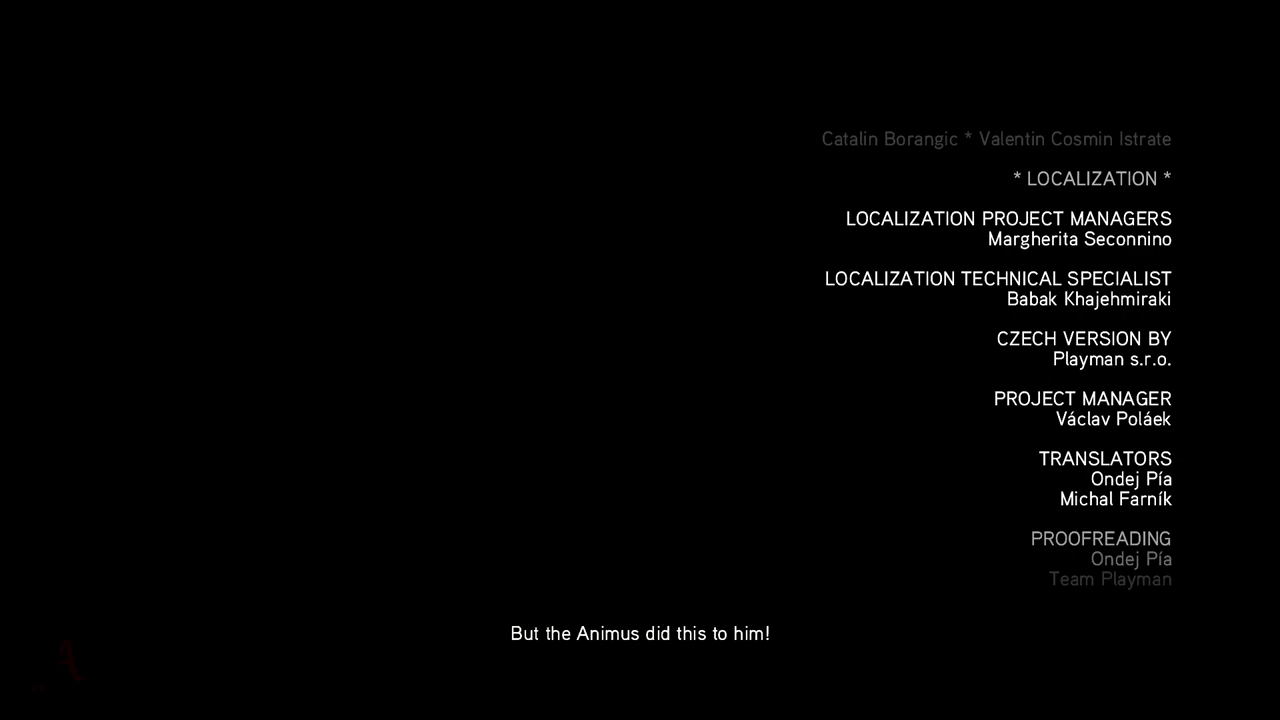 Catalin Borangic * Valentin Cosmin Istrate
* LOCALIZATION *
LOCALIZATION PROJECT MANAGERS
Margherita Seconnino
LOCALIZATION TECHNICAL SPECIALIST
Babak Khajehmiraki
CZECH VERSION BY
Playman s.r.o.
PROJECT MANAGER
Václav Poláek
TRANSLATORS
Ondej Pía
Michal Farník
PROOFREADING
Ondej Pía
Team Playman
But the Animus did this to him!